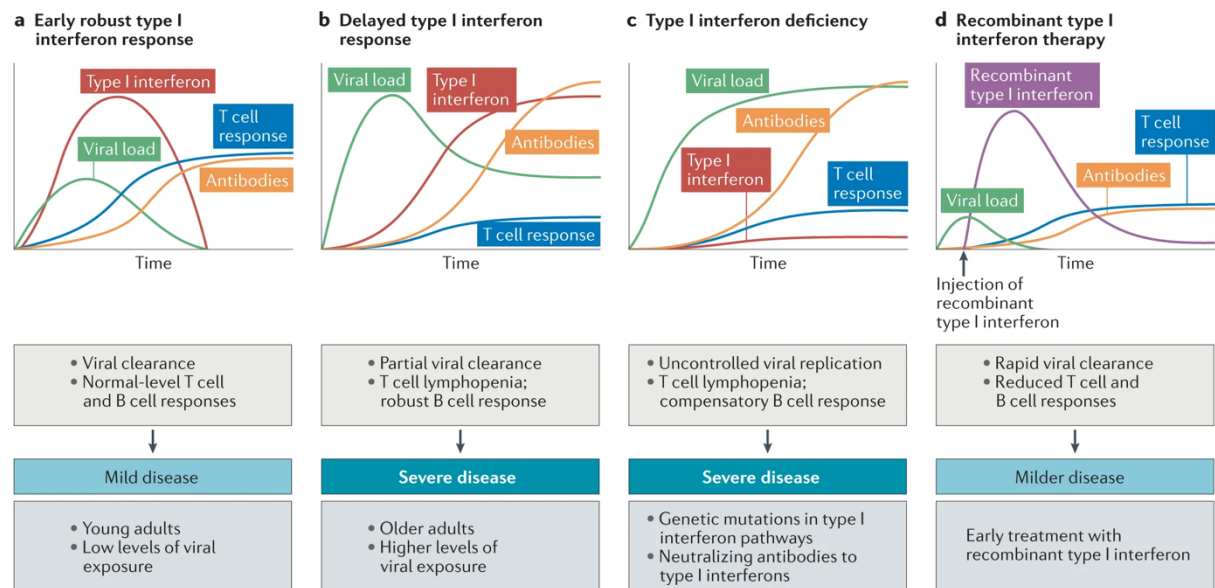 a Early robust type I
interferon response
Type I interferon
T cell
response
Viral load
Antibodies
Time
Viral clearance
Normal-level T cell
and B cell responses
Mild disease
Young adults
Low levels of viral
exposure
b Delayed type I interferon
response
Viral load
Type I
interferon
Antibodies
T cell response
Time
Partial viral clearance
T cell lymphopenia;
robust B cell response
Severe disease
Older adults
Higher levels of
viral exposure
c Type I interferon deficiency
Viral load
Antibodies
Type I
interferon
T cell
response
Time
Uncontrolled viral replication
T cell lymphopenia;
compensatory B cell response
Severe disease
Genetic mutations in type I
interferon pathways
Neutralizing antibodies to
type I interferons
d Recombinant type I
interferon therapy
Recombinant
type I interferon
T cell
response
Antibodies
Viral load
Time
Injection of
recombinant
type I interferon
Rapid viral clearance
Reduced T cell and
B cell responses
Milder disease
Early treatment with
recombinant type I interferon